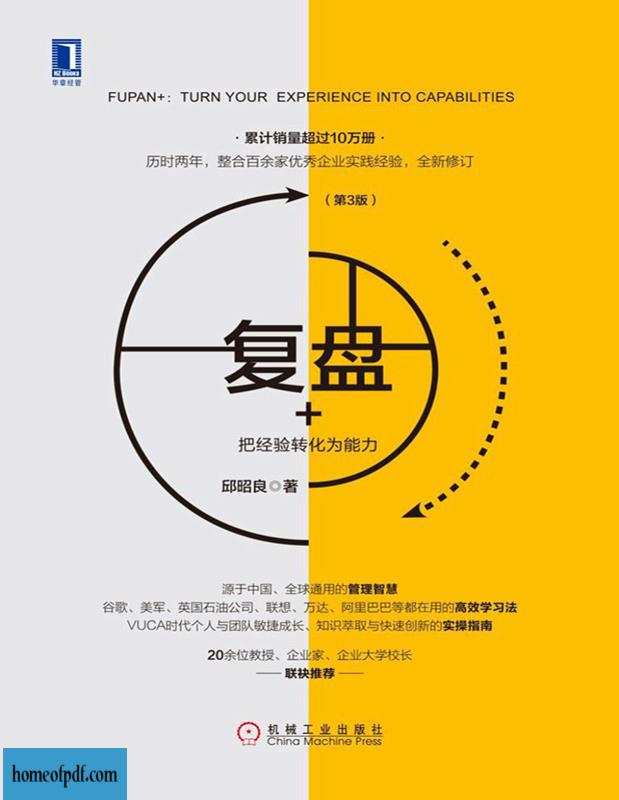 HZ Books
华章经管
FUPAN+: TURN YOUR EXPERIENCE INTO CAPABILITIES
·累计销量超过10万册·
历时两年，整合百余家优秀企业实践经验，全新修订
（第3版）
复盘
+
把经验转化为能力
邱昭良◎著
源于中国、全球通用的管理智慧
谷歌、美军、英国石油公司、联想、万达、阿里巴巴等都在用的高效学习法
VUCA时代个人与团队敏捷成长、知识萃取与快速创新的实操指南
20余位教授、企业家、企业大学校长
—— 联袂推荐 ——
机械工业出版社
China Machine Press
homeofpdf.com